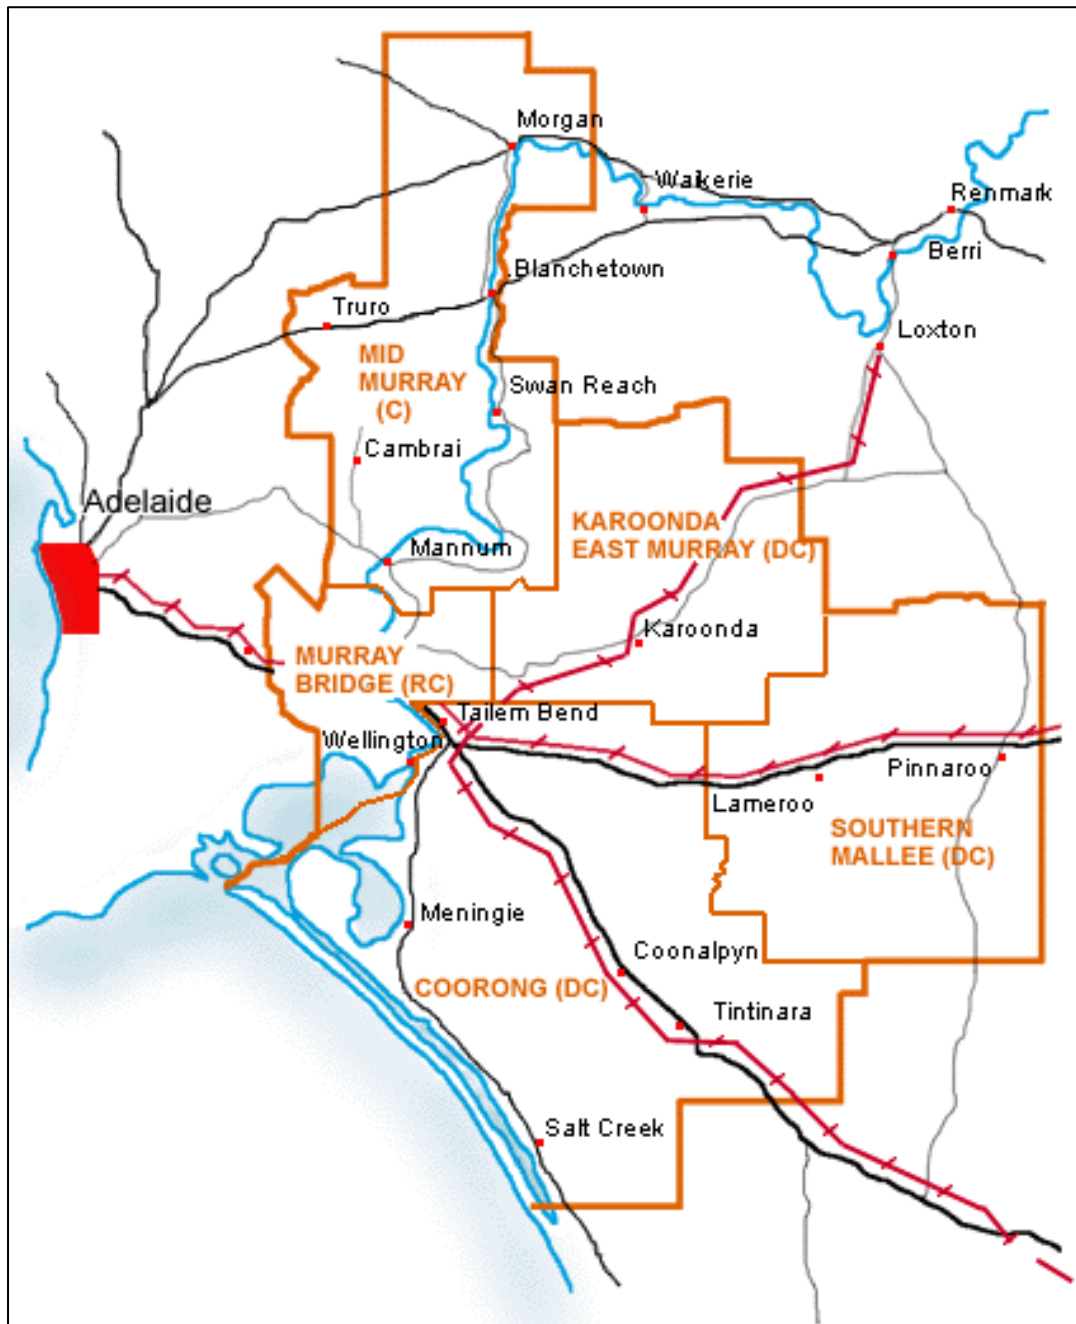 Morgan
Waikerie
Renmark
Berri
Blanchetown
Truro
Loxton
MID
MURRAY
(C)
Swan Reach
Cambrai
Adelaide
KAROONDA
EAST MURRAY (DC)
Mannum
Karoonda
MURRAY
BRIDGE (RC)
Tailem Bend
Wellington
Pinnaroo
Lameroo
SOUTHERN
MALLEE (DC)
Meningie
Coonalpyn
COORONG (DC)
Tintinara
Salt Creek